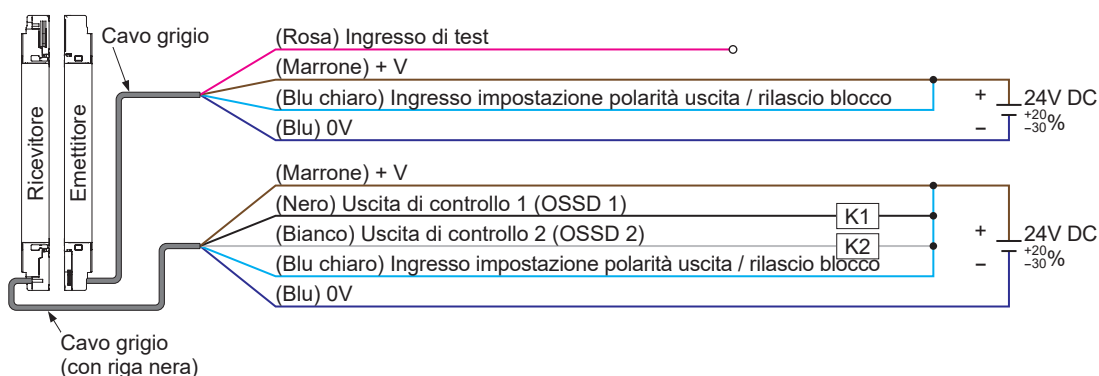 Cavo grigio
Ricevitore
Emettitore
(Rosa) Ingresso di test
(Marrone) + V
(Blu chiaro) Ingresso impostazione polarità uscita / rilascio blocco
(Blu) 0V
+
24V DC
+20
−30%
−
(Marrone) + V
(Nero) Uscita di controllo 1 (OSSD 1)
K1
(Bianco) Uscita di controllo 2 (OSSD 2)
K2
(Blu chiaro) Ingresso impostazione polarità uscita / rilascio blocco
(Blu) 0V
+
24V DC
+20
−30%
−
Cavo grigio
(con riga nera)